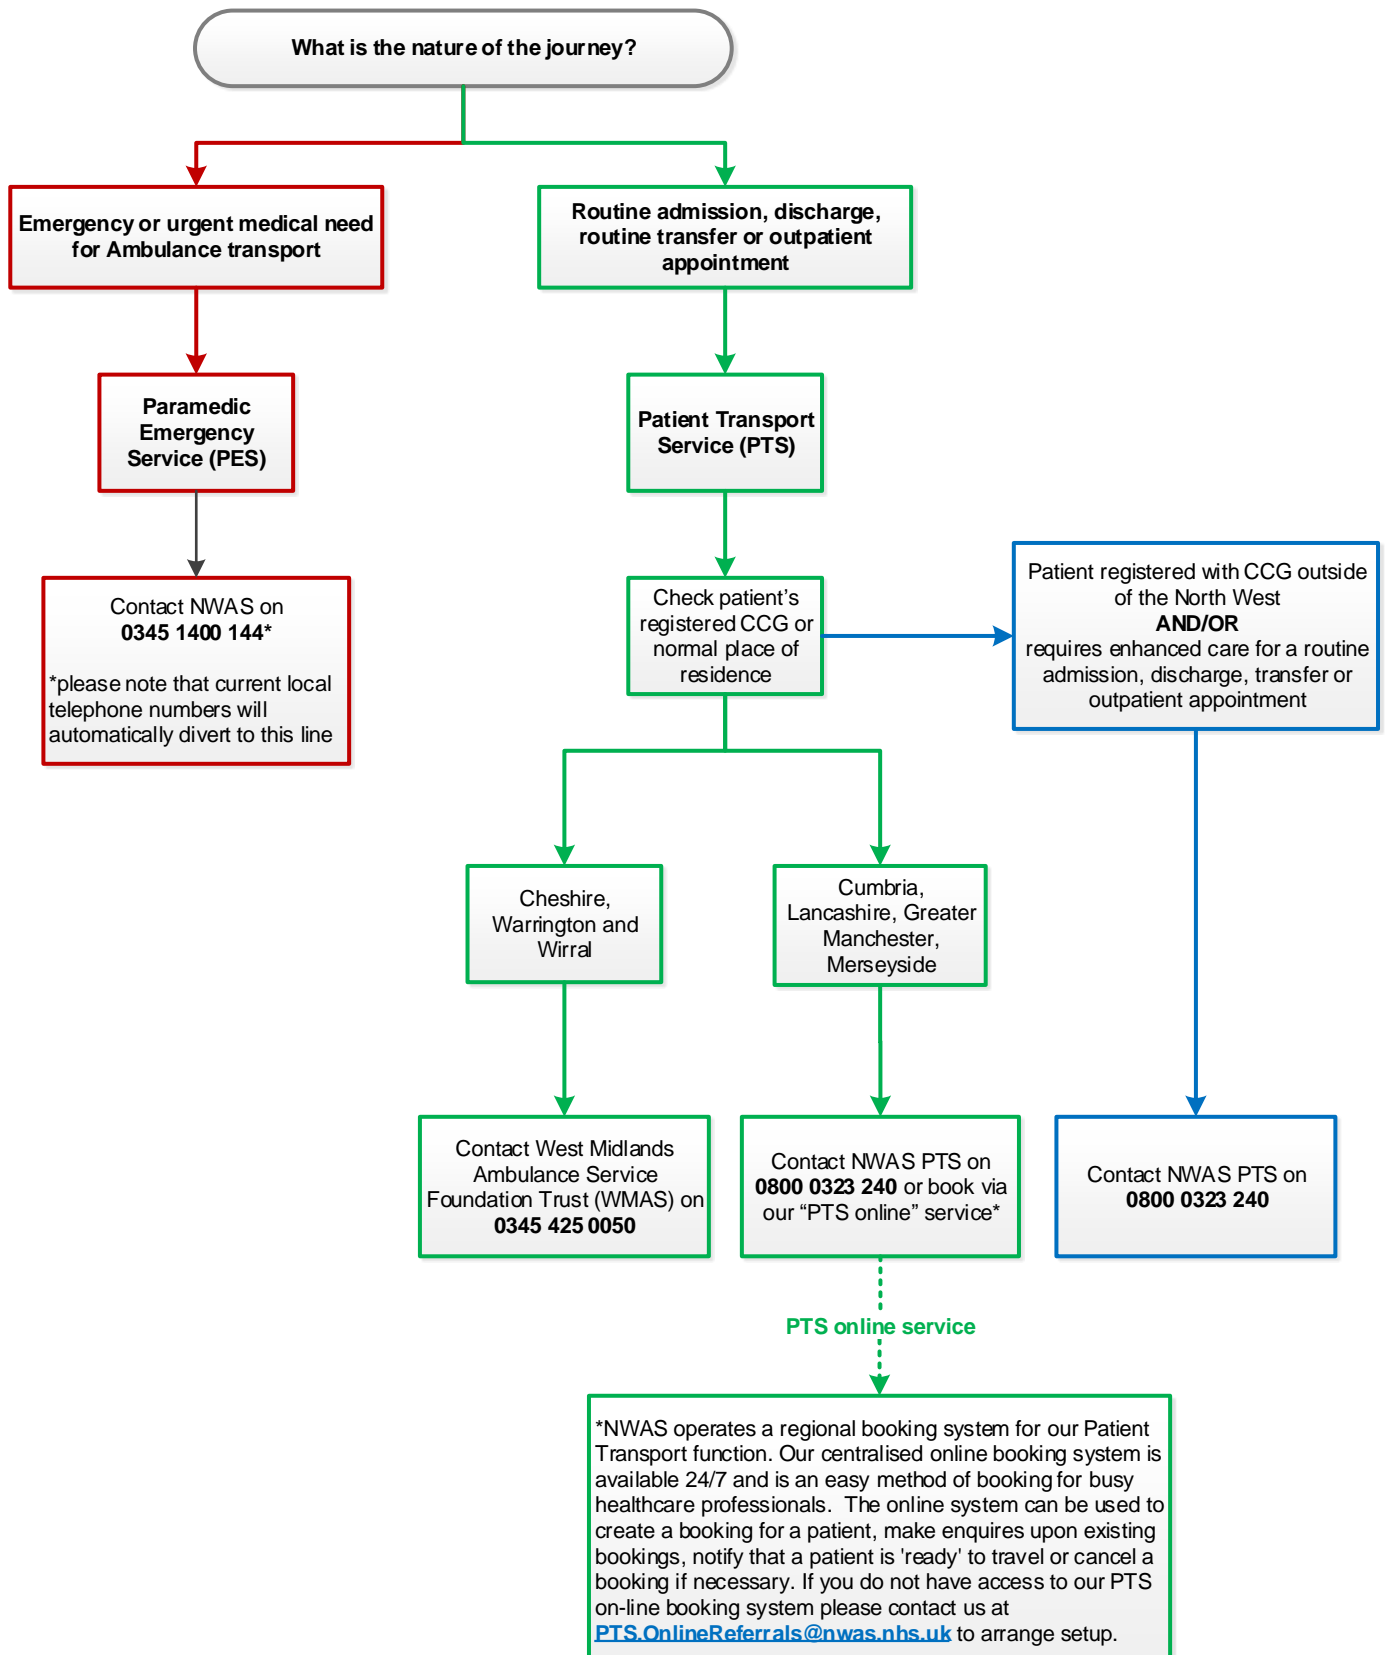 What is the nature of the journey?
Emergency or urgent medical need
for Ambulance transport
Routine admission, discharge,
routine transfer or outpatient
appointment
Paramedic
Emergency
Service (PES)
Patient Transport
Service (PTS)
Contact NWAS on
0345 1400 144*
*please note that current local
telephone numbers will
automatically divert to this line
Check patient’s
registered CCG or
normal place of
residence
Patient registered with CCG outside
of the North West
AND/OR
requires enhanced care for a routine
admission, discharge, transfer or
outpatient appointment
Cheshire,
Warrington and
Wirral
Cumbria,
Lancashire, Greater
Manchester,
Merseyside
Contact West Midlands
Ambulance Service
Foundation Trust (WMAS) on
0345 425 0050
Contact NWAS PTS on
0800 0323 240 or book via
our “PTS online” service*
Contact NWAS PTS on
0800 0323 240
PTS online service
*NWAS operates a regional booking system for our Patient
Transport function. Our centralised online booking system is
available 24/7 and is an easy method of booking for busy
healthcare professionals.  The online system can be used to
create a booking for a patient, make enquires upon existing
bookings, notify that a patient is 'ready' to travel or cancel a
booking if necessary. If you do not have access to our PTS
on-line booking system please contact us at
PTS.OnlineReferrals@nwas.nhs.uk to arrange setup.